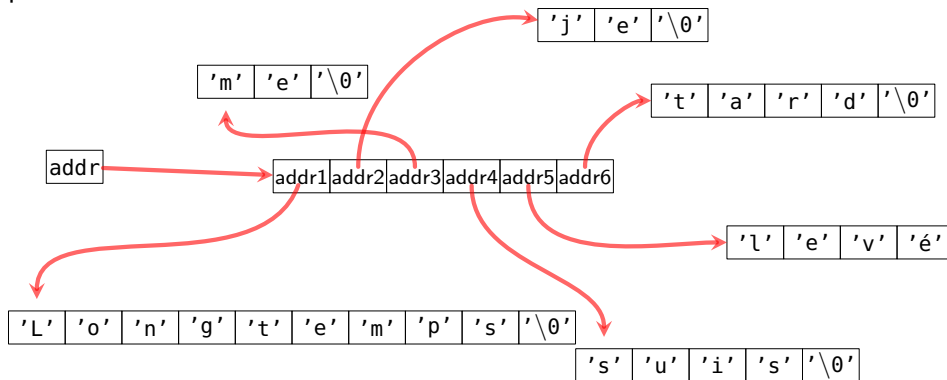 'j' 'e' '\0'
'm' 'e' '\0'
't' 'a' 'r' 'd' '\0'
addr
addr1 addr2 addr3 addr4 addr5 addr6
'l' 'e' 'v' 'é'
'L' 'o' 'n' 'g' 't' 'e' 'm' 'p' 's' '\0'
's' 'u' 'i' 's' '\0'